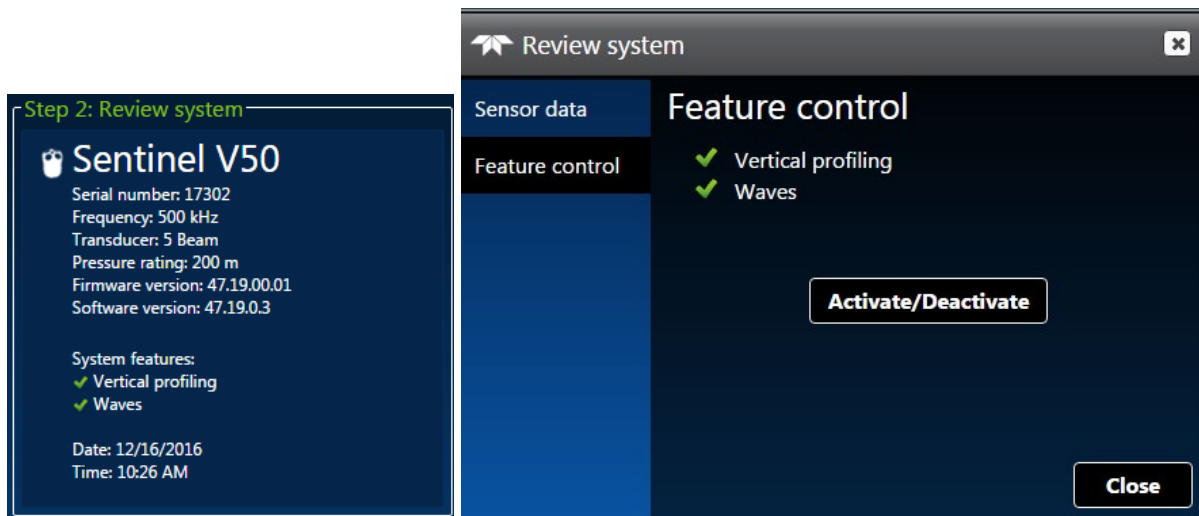 Step 2: Review system
Sentinel V50
Serial number: 17302
Frequency: 500 kHz
Transducer: 5 Beam
Pressure rating: 200 m
Firmware version: 47.19.00.01
Software version: 47.19.0.3
System features:
Vertical profiling
Waves
Date: 12/16/2016
Time: 10:26 AM
Review system
Sensor data
Feature control
Feature control
Vertical profiling
Waves
Activate/Deactivate
Close